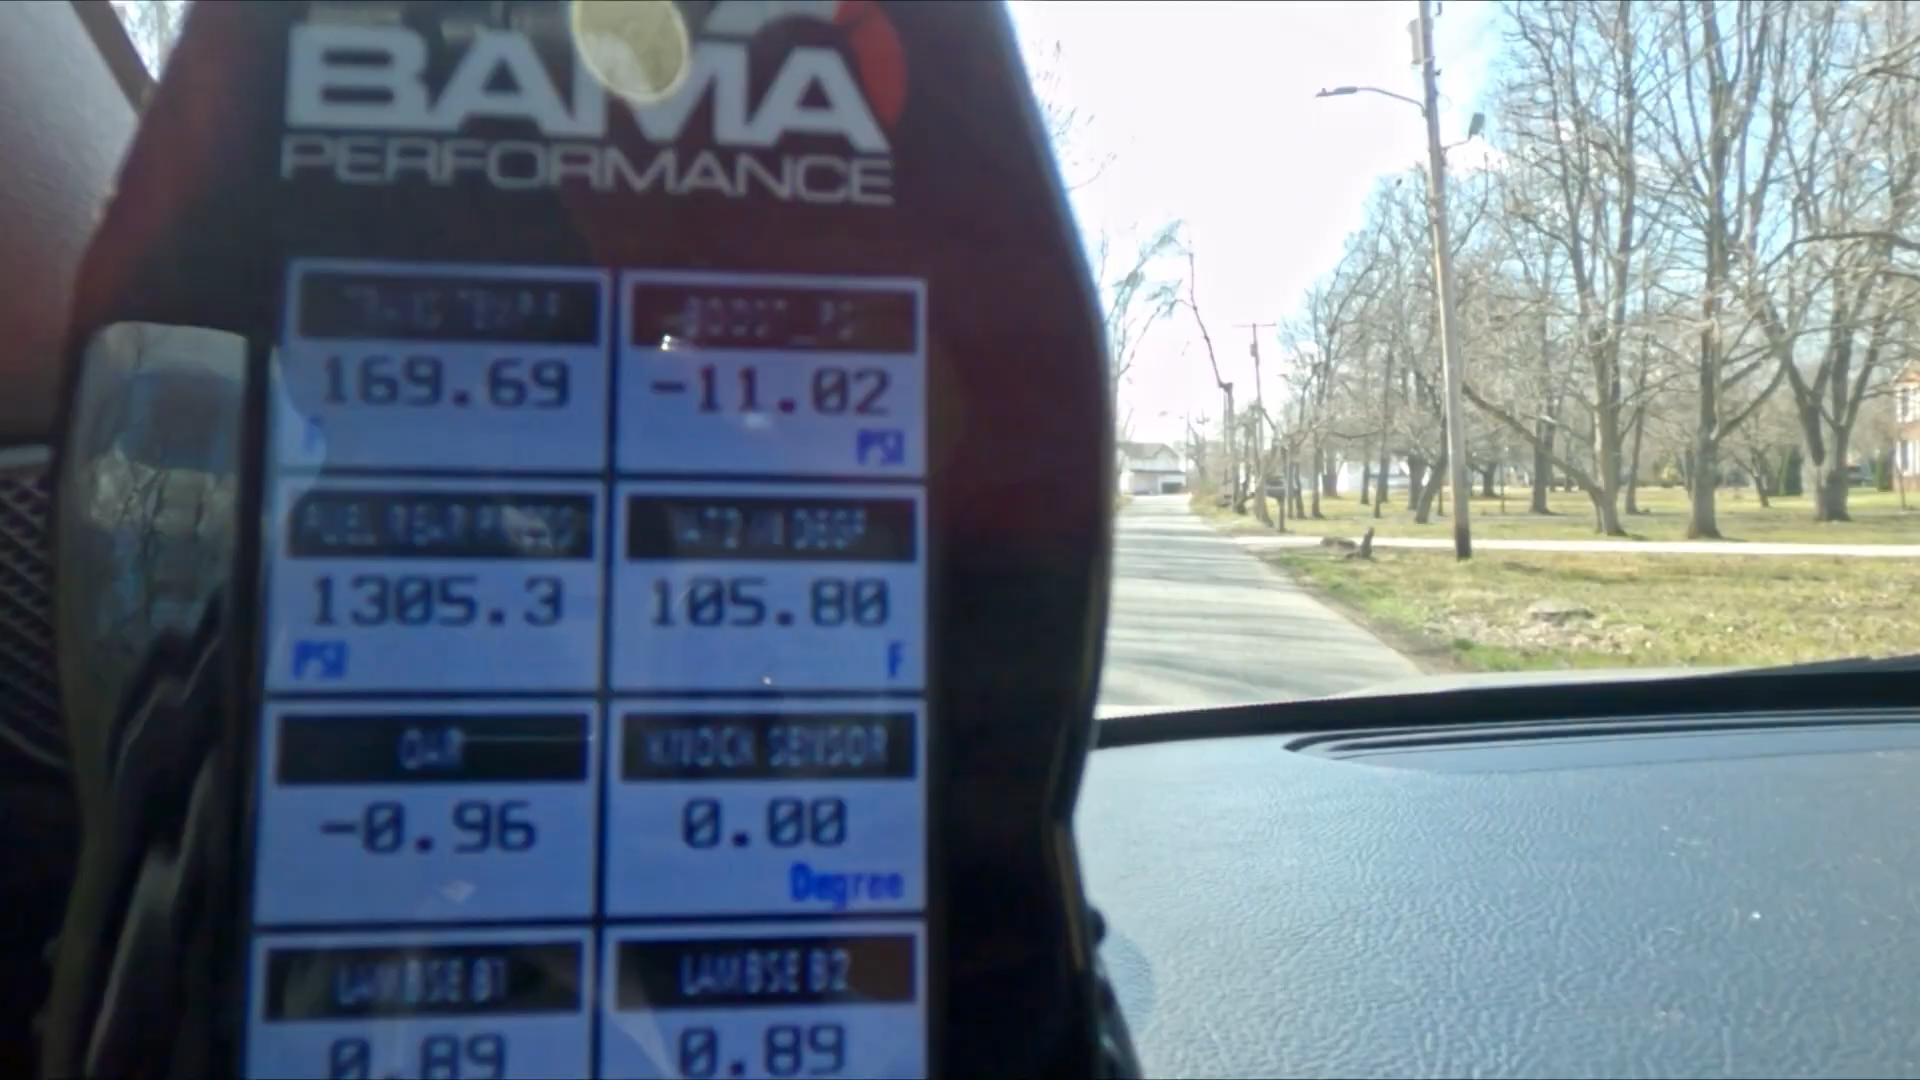 BAMA
PERFORMANCE
169.69
F
-11.02
PSI
1305.3
PSI
105.80
F
OAR
-0.96
KNOCK SENSOR
0.00
Degree
LAMBSE B1
0.89
LAMBSE B2
0.89